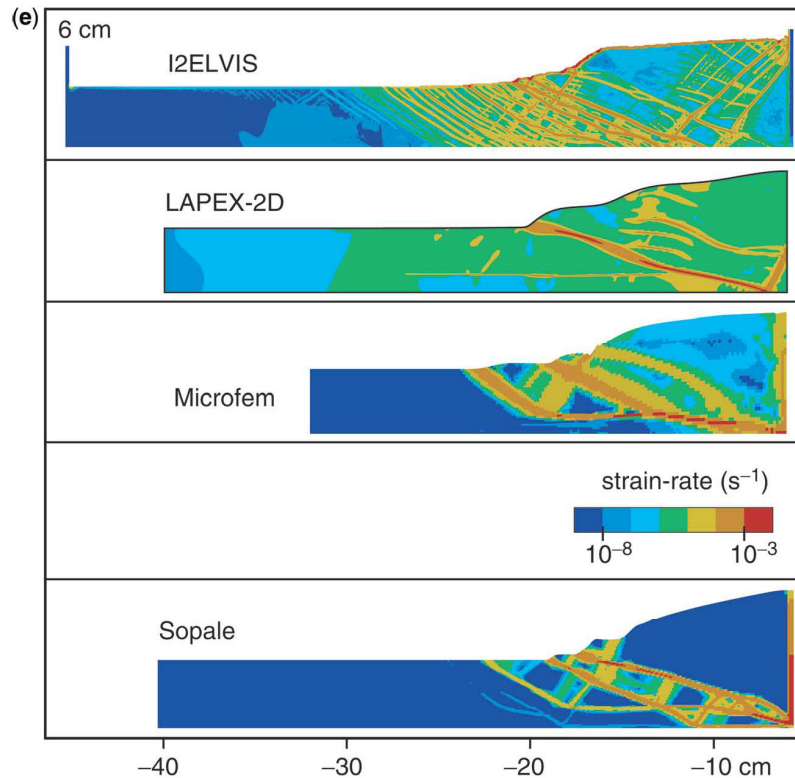 (e)
6 cm
I2ELVIS
LAPEX-2D
Microfem
strain-rate (s⁻¹)
10⁻⁸ 10⁻³
Sopale
−40 −30 −20 −10 cm